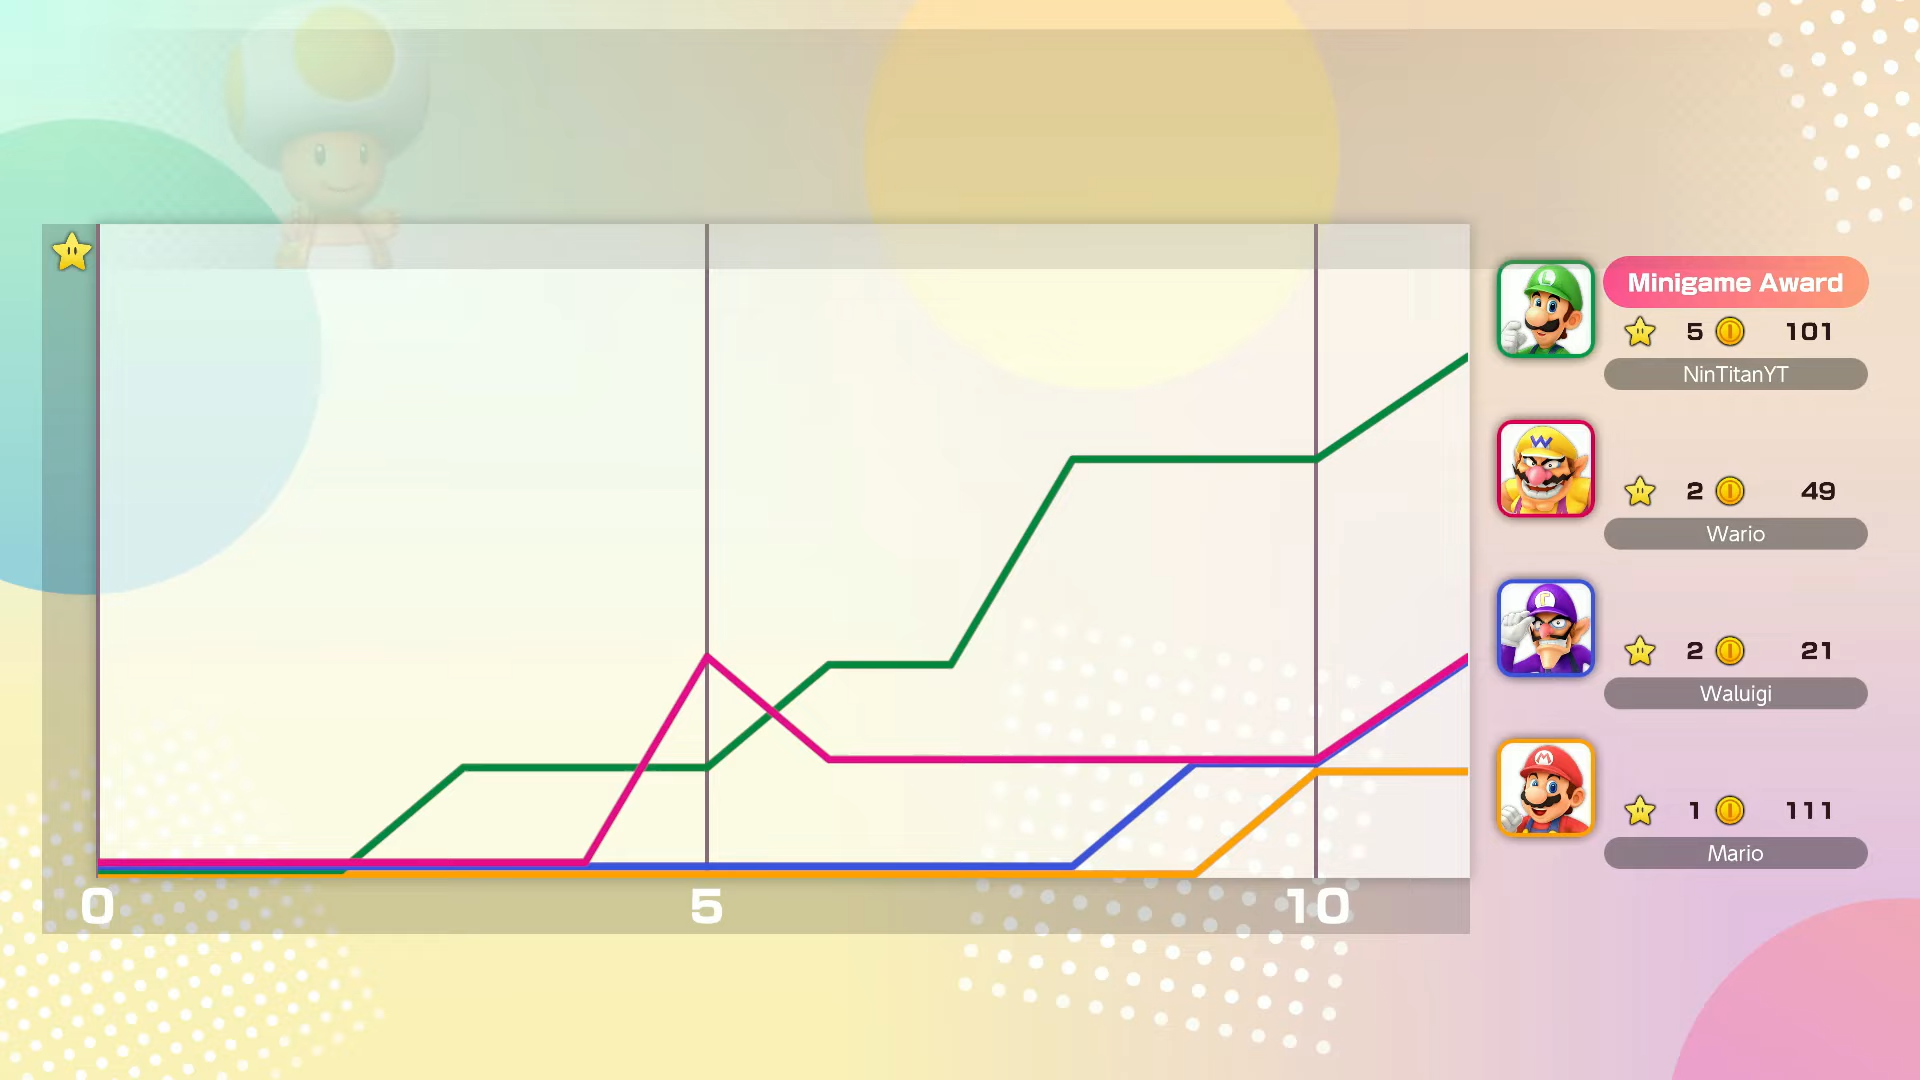 Minigame Award
5 101
NinTitanYT
2 49
Wario
2 21
Waluigi
1 111
Mario
0 5 10